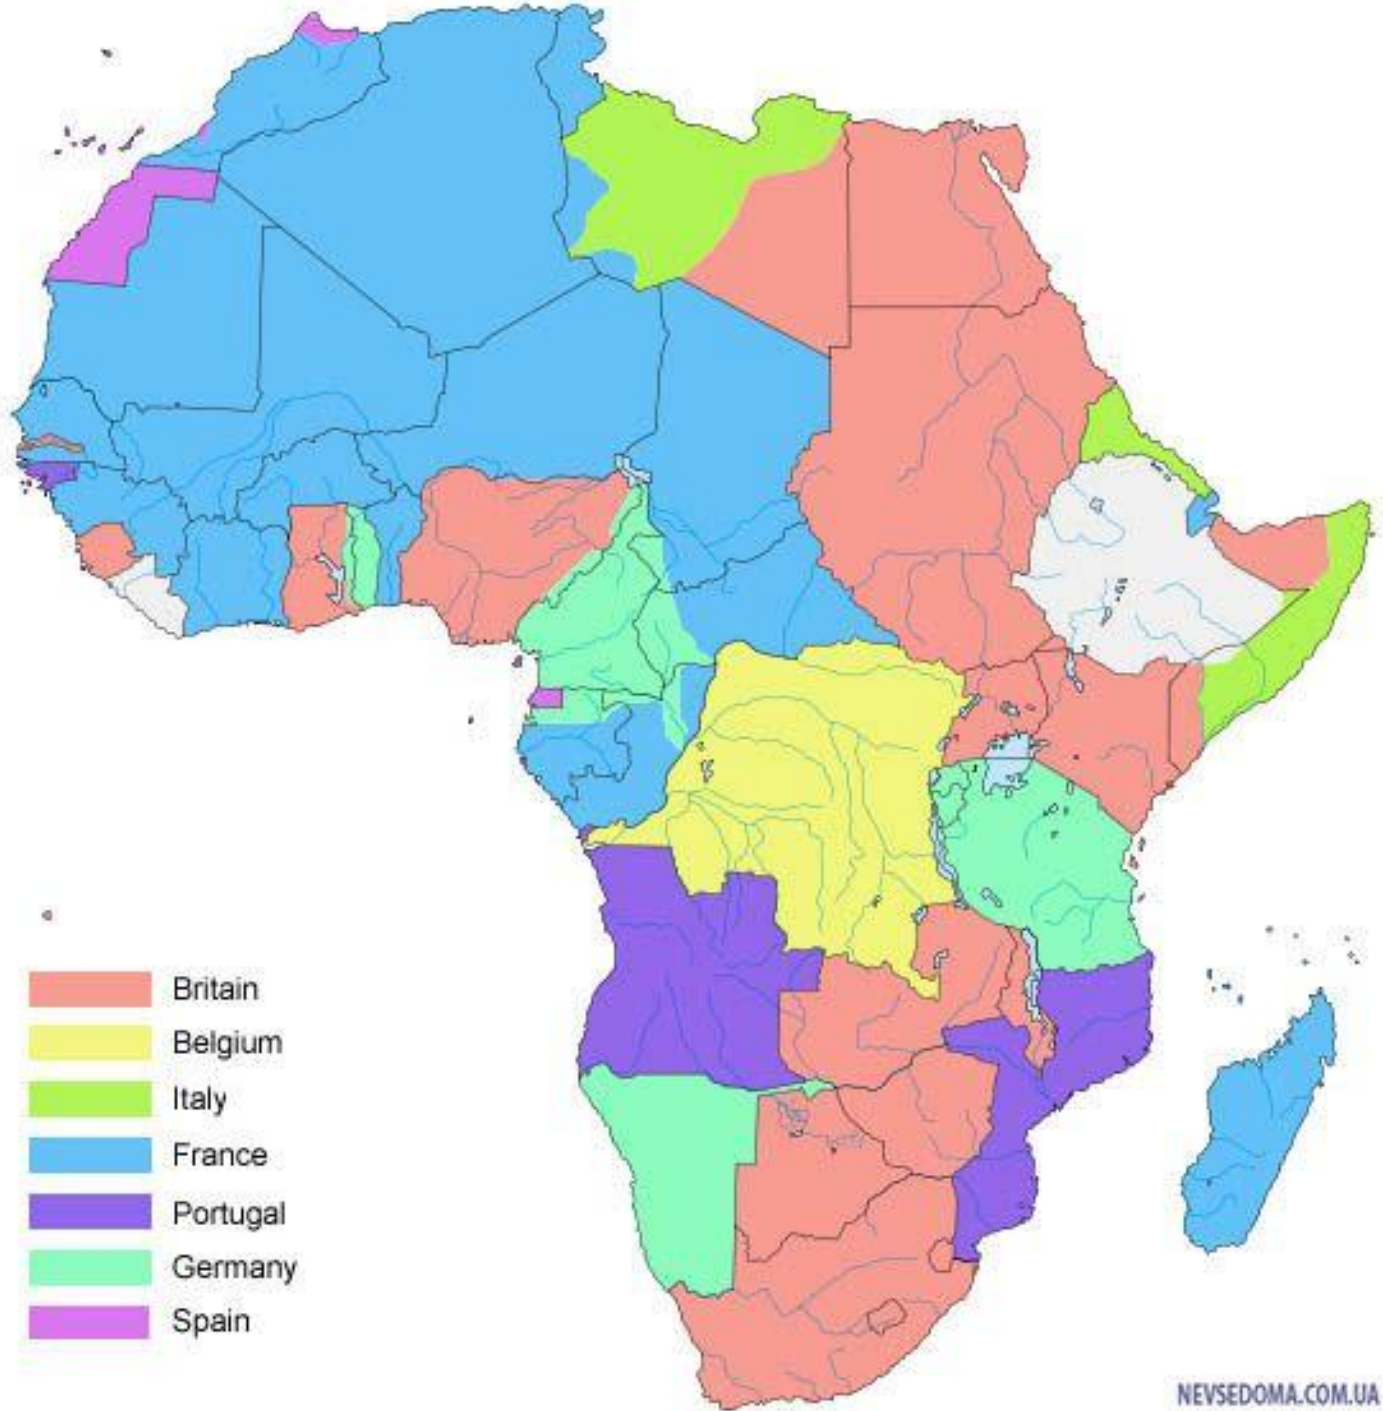 Britain
Belgium
Italy
France
Portugal
Germany
Spain
NEVSEDOMA.COM.UA